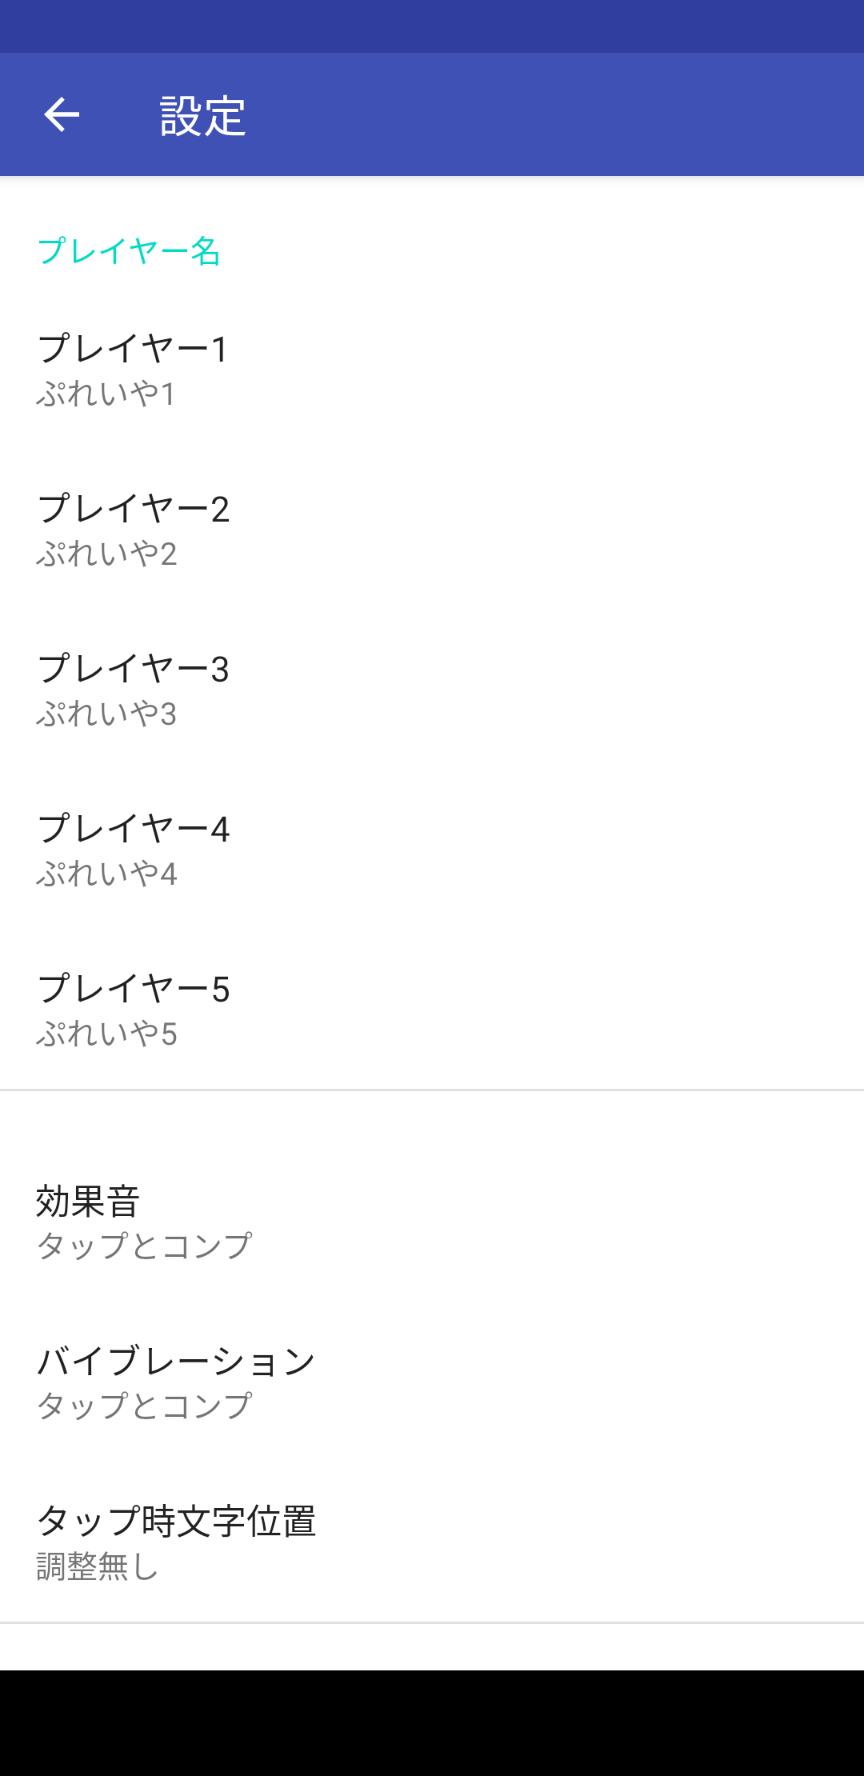 設定
プレイヤー名
プレイヤー1
ぷれいや1
プレイヤー2
ぷれいや2
プレイヤー3
ぷれいや3
プレイヤー4
ぷれいや4
プレイヤー5
ぷれいや5
効果音
タップとコンプ
バイブレーション
タップとコンプ
タップ時文字位置
調整無し